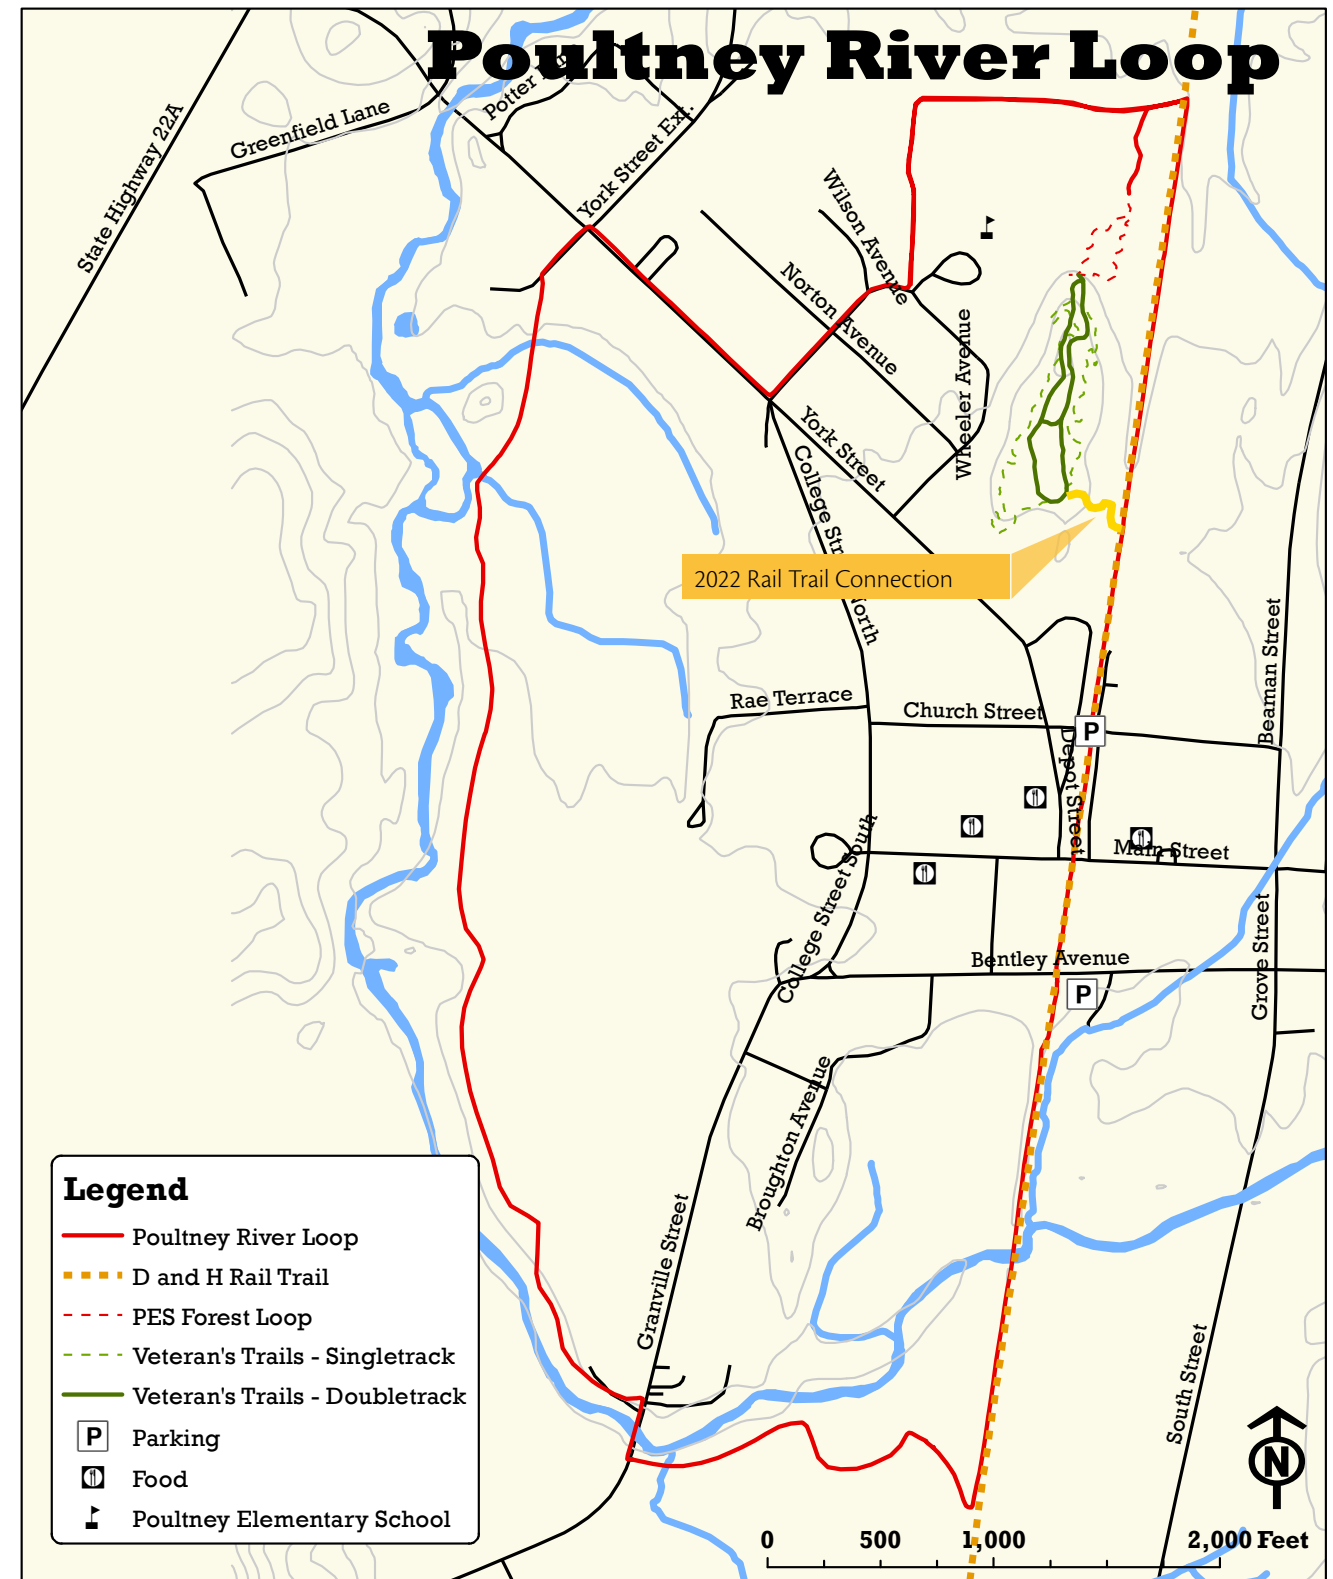 Poultney River Loop
State Highway 22A
Greenfield Lane
York Street Ext.
Wilson Avenue
Norton Avenue
Wheeler Avenue
York Street
College Str
North
2022 Rail Trail Connection
Beaman Street
Rae Terrace
Church Street
P
Depot Street
Main Street
College Street South
Bentley Avenue
P
Grove Street
Broughton Avenue
Granville Street
South Street
Legend
Poultney River Loop
D and H Rail Trail
PES Forest Loop
Veteran's Trails - Singletrack
Veteran's Trails - Doubletrack
P Parking
Food
Poultney Elementary School
N
0 500 1,000 2,000 Feet